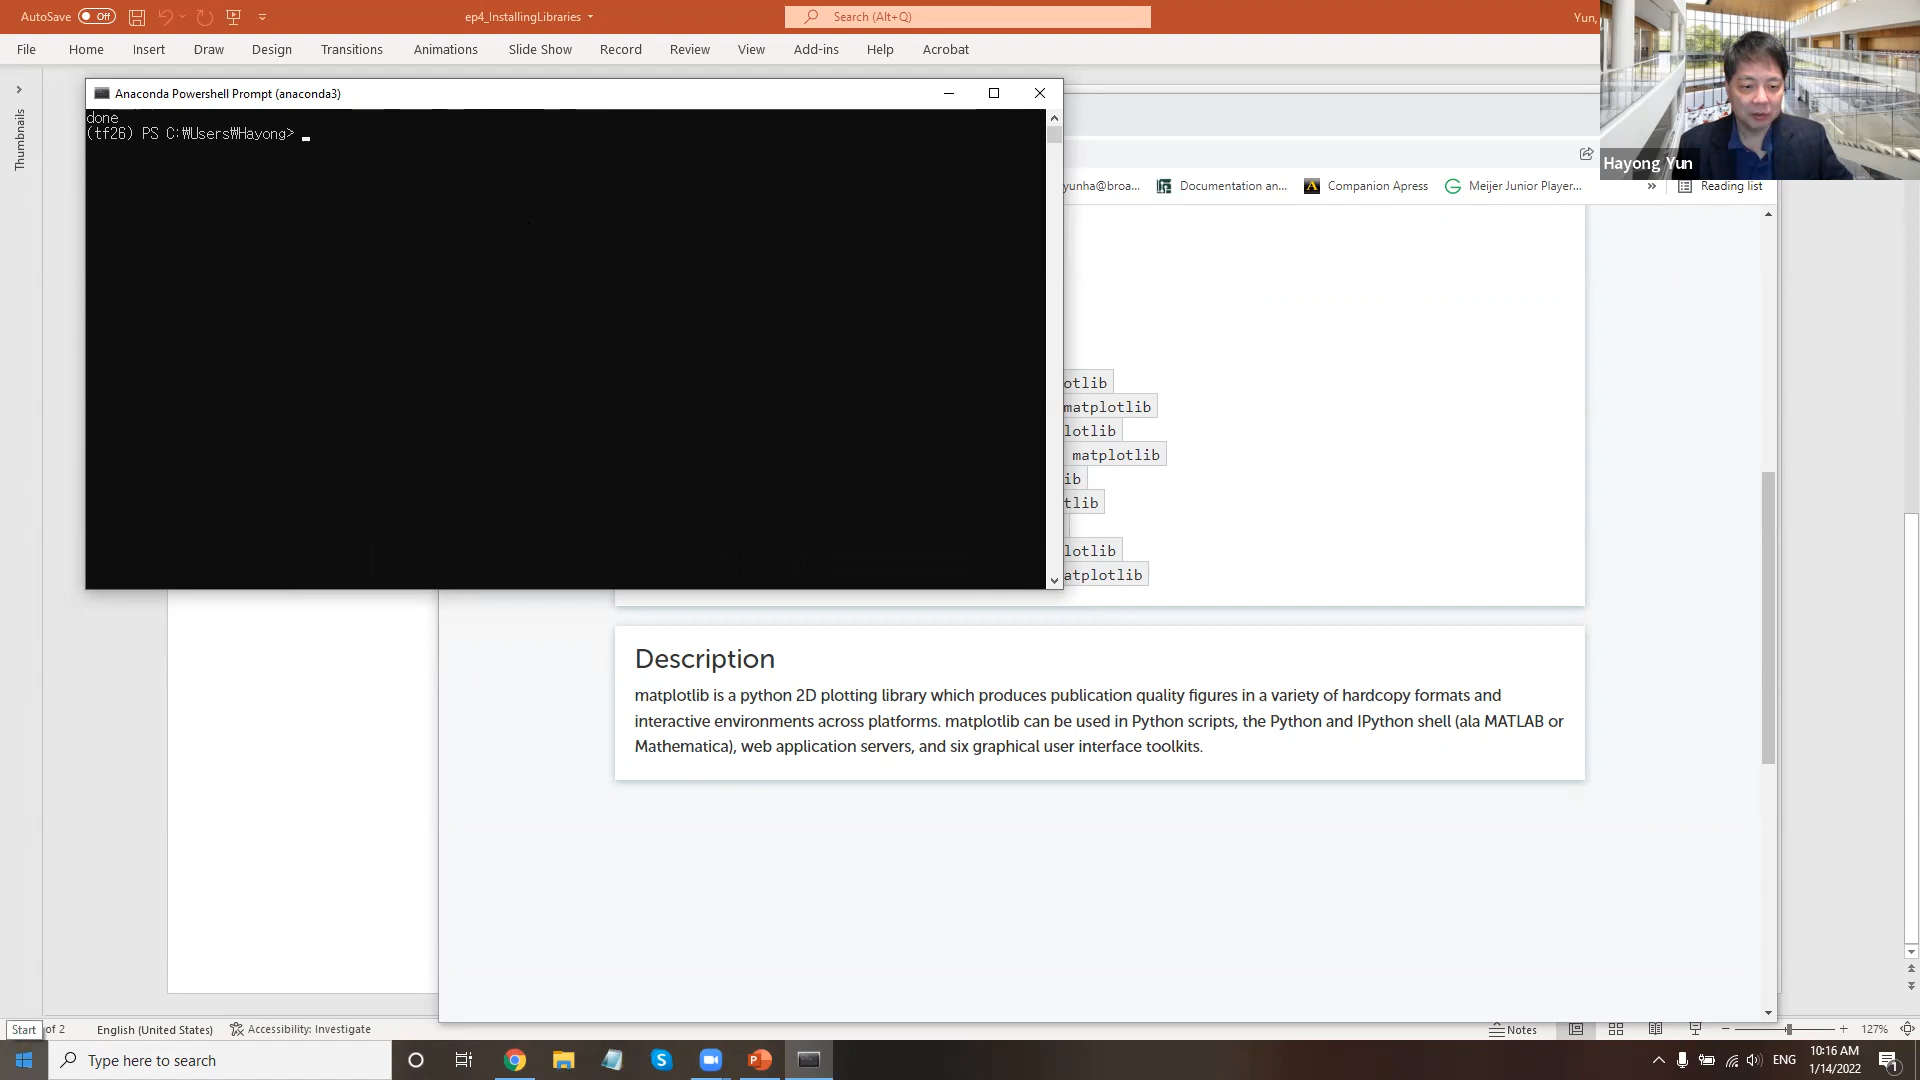 AutoSave Off ep4_InstallingLibraries Search (Alt+Q) Yun,
File Home Insert Draw Design Transitions Animations Slide Show Record Review View Add-ins Help Acrobat
Hayong Yun
Thumbnails
Anaconda Powershell Prompt (anaconda3)
done
(tf26) PS C:₩Users₩Hayong>
yunha@broa... Documentation an... Companion Apress Meijer Junior Player... » Reading list
otlib
matplotlib
lotlib
matplotlib
ib
tlib
lotlib
atplotlib
Description
matplotlib is a python 2D plotting library which produces publication quality figures in a variety of hardcopy formats and
interactive environments across platforms. matplotlib can be used in Python scripts, the Python and IPython shell (ala MATLAB or
Mathematica), web application servers, and six graphical user interface toolkits.
Start of 2 English (United States) Accessibility: Investigate Notes 127%
Type here to search ENG 10:16 AM
1/14/2022 1